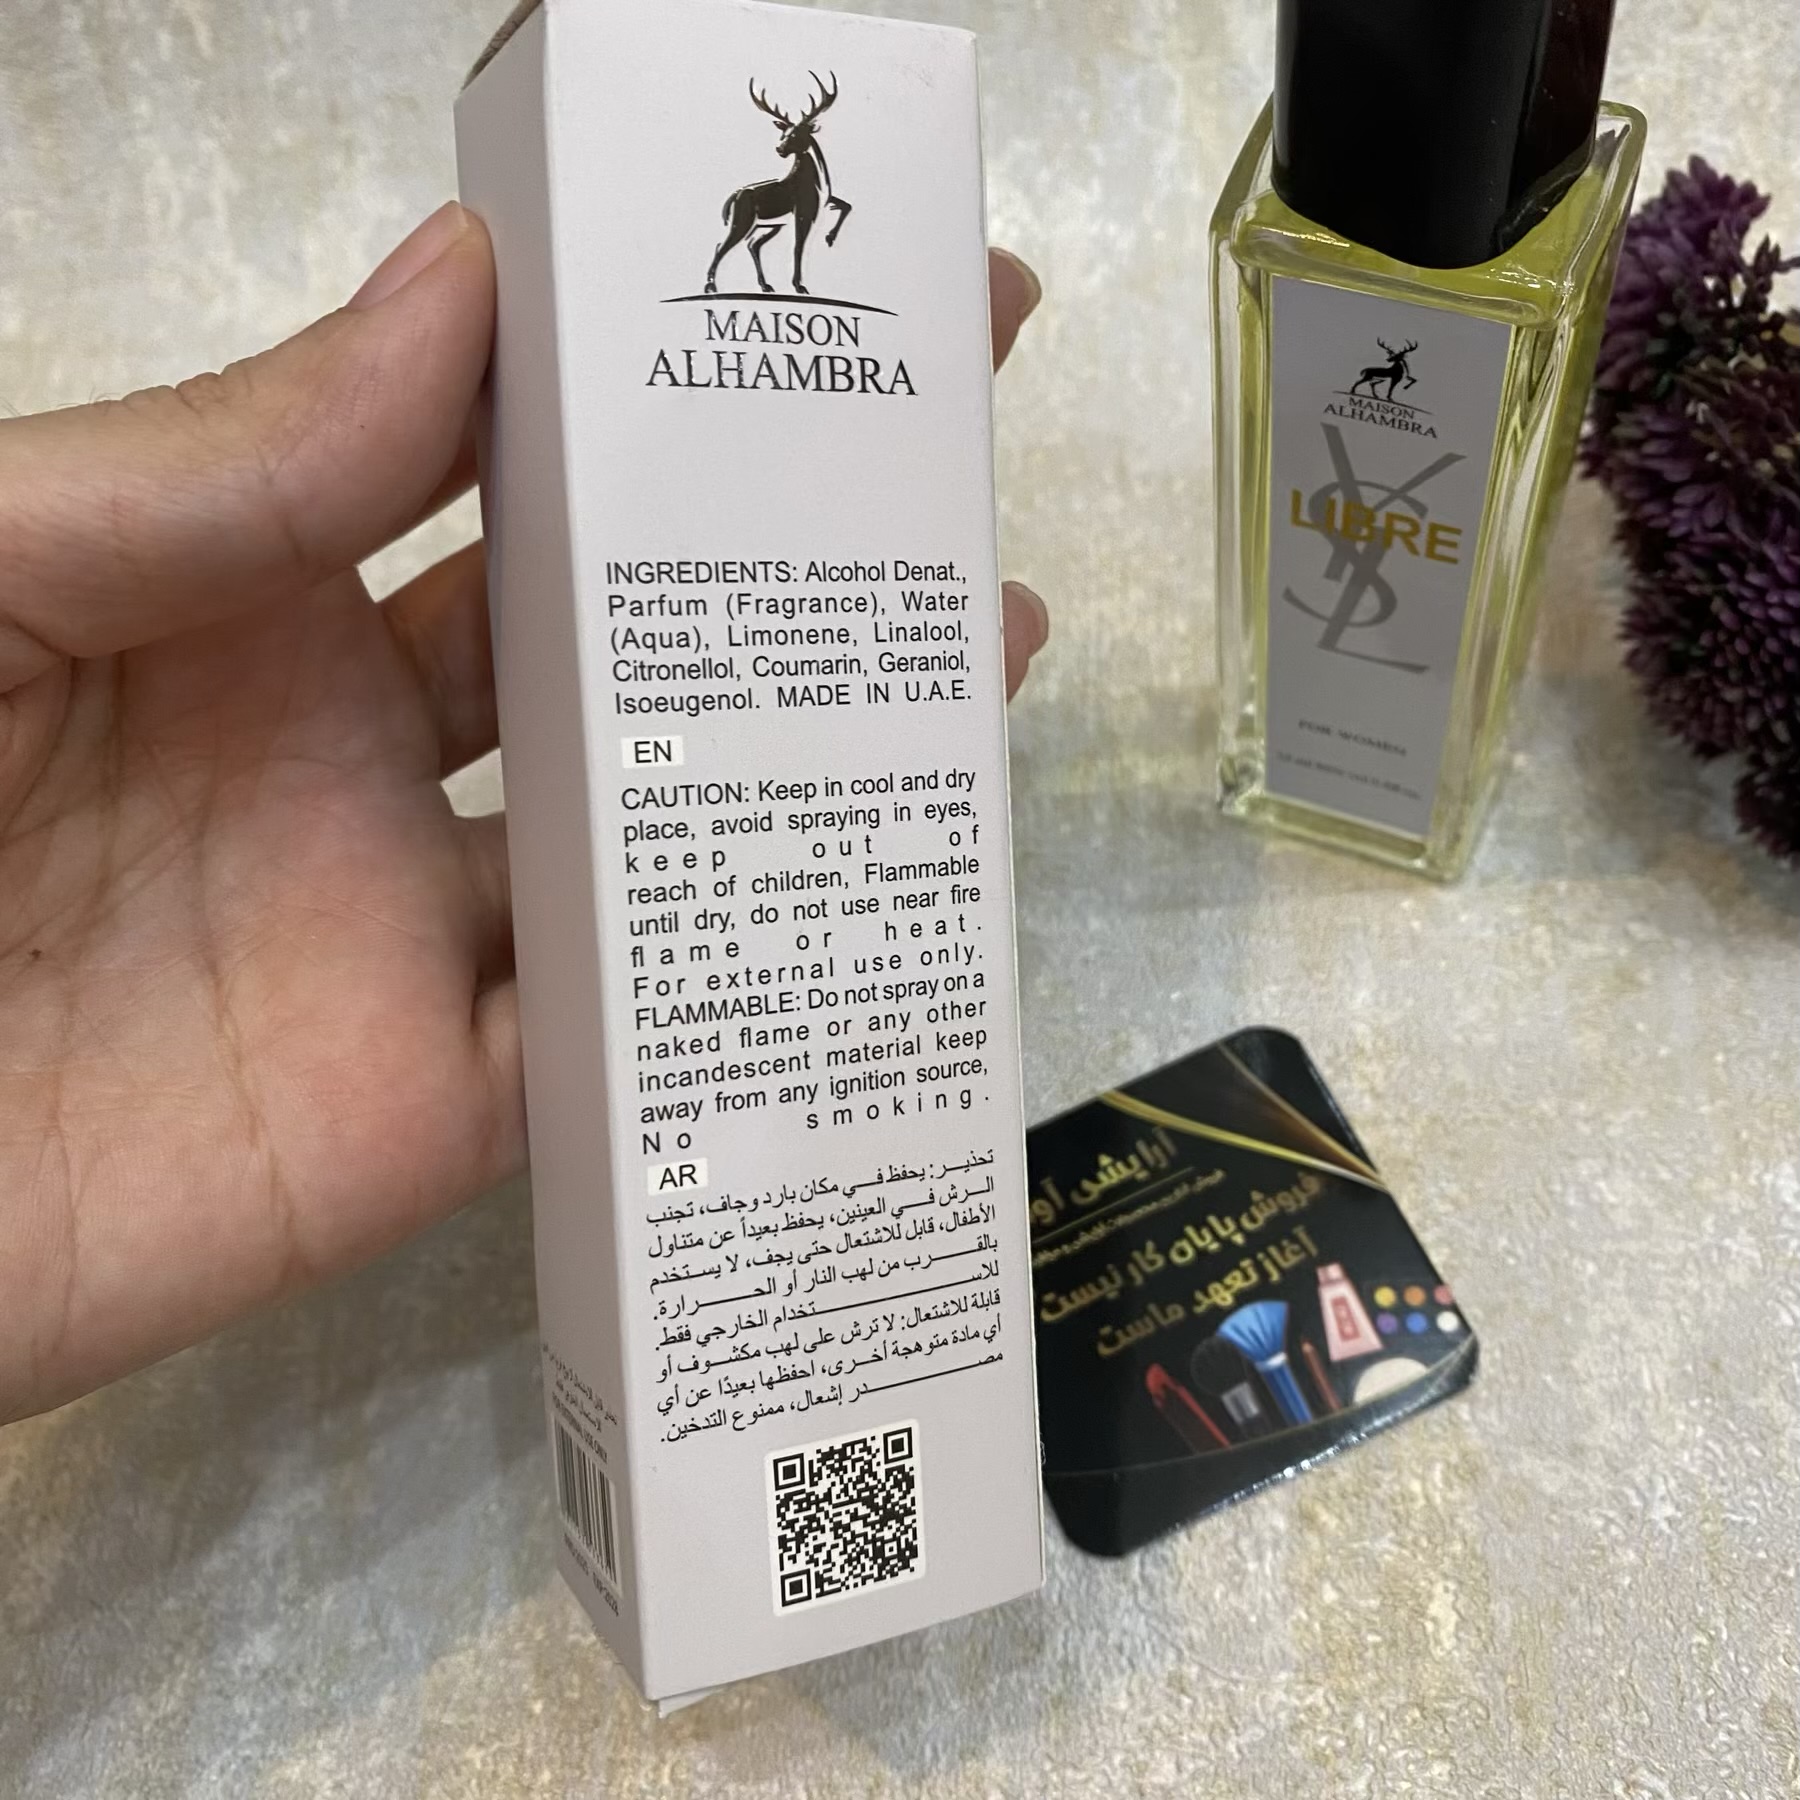 MAISON
ALHAMBRA
INGREDIENTS: Alcohol Denat.,
Parfum (Fragrance), Water
(Aqua), Limonene, Linalool,
Citronellol, Coumarin, Geraniol,
Isoeugenol. MADE IN U.A.E.
EN
CAUTION: Keep in cool and dry
place, avoid spraying in eyes,
keep out of
reach of children, Flammable
until dry, do not use near fire
flame or heat.
For external use only.
FLAMMABLE: Do not spray on a
naked flame or any other
incandescent material keep
away from any ignition source,
No smoking.
AR
تحذير: يحفظ في مكان بارد وجاف، تجنب
الرش في العينين، يحفظ بعيداً عن متناول
الأطفال، قابل للاشتعال حتى يجف، لا يستخدم
بالقرب من لهب النار أو الحرارة.
للاستخدام الخارجي فقط.
قابلة للاشتعال: لا ترش على لهب مكشوف أو
أي مادة متوهجة أخرى، احفظها بعيدًا عن أي
مصدر إشعال، ممنوع التدخين.
FOR EXTERNAL USE ONLY
MAISON
ALHAMBRA
YSL
LIBRE
FOR WOMEN
آرایشی
فروش پایان کار نیست
آغاز تعهد ماست